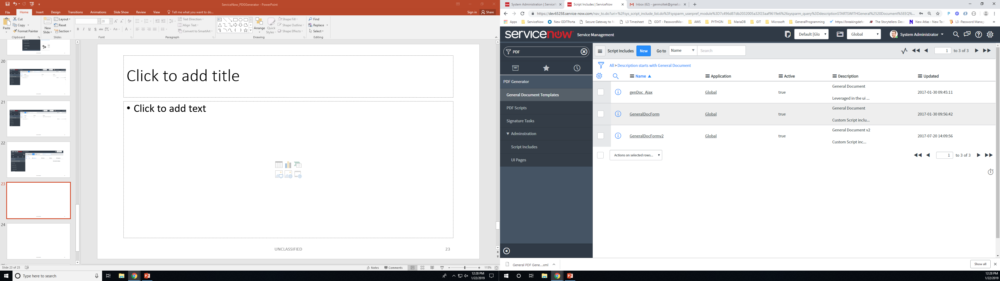 ServiceNow_PDGGenerator - PowerPoint
File Home Insert Design Transitions Animations Slide Show Review View Tell me what you want to do... Sign in Share
Paste
Cut
Copy
Format Painter
Clipboard
New
Slide
Layout
Reset
Section
Slides
28
B I U S abc AV Aa A
Font
Text Direction
Align Text
Convert to SmartArt
Paragraph
Arrange
Quick
Styles
Shape Fill
Shape Outline
Shape Effects
Drawing
Find
Replace
Select
Editing
20
21
22
23
24
Click to add title
• Click to add text
UNCLASSIFIED
23
Slide 23 of 25
Notes Comments 115%
Type here to search
12:28 PM
1/22/2019
System Administration | ServiceN
Script Includes | ServiceNow
Inbox (62) - genmoltek@gmail.c
https://dev65258.service-now.com/nav_to.do?uri=%2Fsys_script_include_list.do%3Fsysparm_userpref_module%3D7c496d87db2032005a32f23aaf9619e6%26sysparm_query%3DdescriptionSTARTSWITHGeneral%2520Document%5EEQ%...
Apps ServiceNow New GDITPorta Secure Gateway to N L3 Timesheet GDIT - PasswordMan AWS PYTHON MariaDB GIT Microsoft GeneralProgramming https://breakingdefe The Storytellers: Dece New Atlas - New Tech L3 -Password Manag
servicenow Service Management
Default [Glo
Global
System Administrator
PDF
PDF Generator
General Document Templates
PDF Scripts
Signature Tasks
Adminstration
Script Includes
UI Pages
Script Includes New Go to Name Search 1 to 3 of 3
All > Description starts with General Document
Name Application Active Description Updated
genDoc_Ajax Global true General Document 2017-01-30 09:45:11
Leveraged in the ui ...
GeneralDocForm Global true General Document 2017-01-30 09:56:42
Custom Script inclu...
GeneralDocFormv2 Global true General Document v2 2017-07-20 14:09:56
Custom Script inc...
Actions on selected rows... 1 to 3 of 3
General PDF Gene....xml
Show all
12:28 PM
1/22/2019